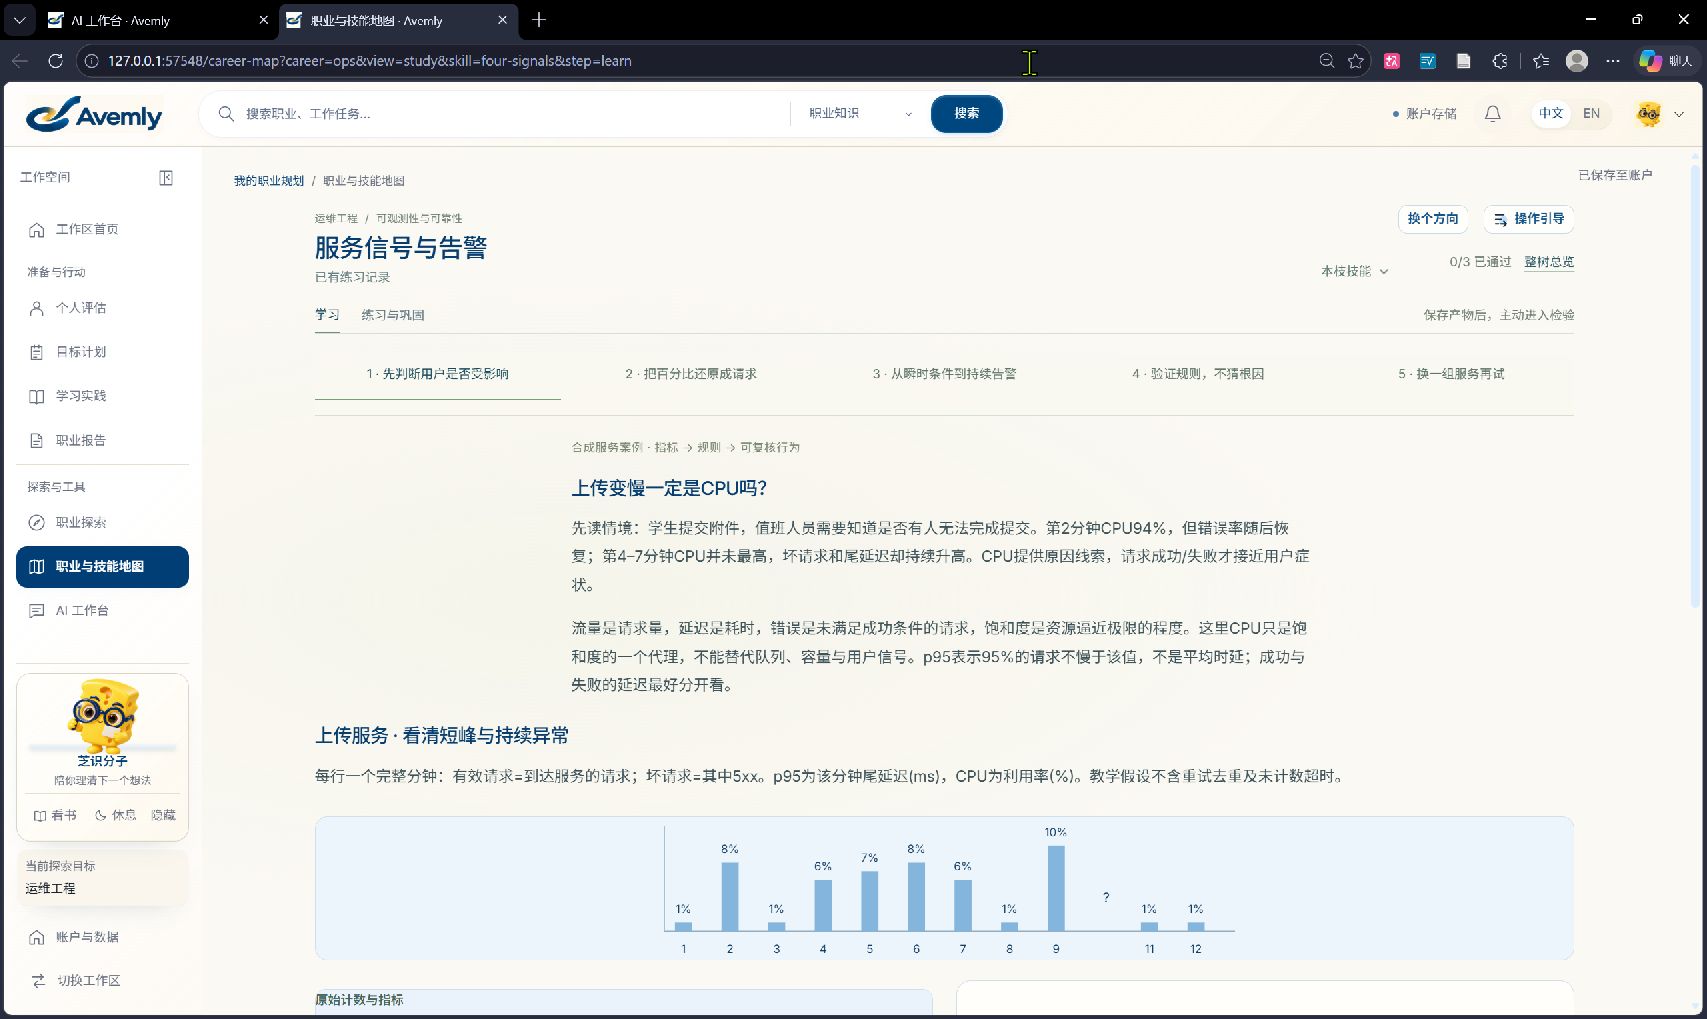 AI 工作台 · Avemly
职业与技能地图 · Avemly
127.0.0.1:57548/career-map?career=ops&view=study&skill=four-signals&step=learn
聊人
Avemly
搜索职业、工作任务...
职业知识
搜索
账户存储
中文
EN
工作空间
工作区首页
准备与行动
个人评估
目标计划
学习实践
职业报告
探索与工具
职业探索
职业与技能地图
AI 工作台
芝识分子
陪你理清下一个想法
看书
休息
隐藏
当前探索目标
运维工程
账户与数据
切换工作区
我的职业规划 / 职业与技能地图
已保存至账户
运维工程 / 可观测性与可靠性
换个方向
操作引导
服务信号与告警
已有练习记录
本枝技能
0/3 已通过
整树总览
学习
练习与巩固
保存产物后，主动进入检验
1 · 先判断用户是否受影响
2 · 把百分比还原成请求
3 · 从瞬时条件到持续告警
4 · 验证规则，不猜根因
5 · 换一组服务再试
合成服务案例 · 指标 → 规则 → 可复核行为
上传变慢一定是CPU吗？
先读情境：学生提交附件，值班人员需要知道是否有人无法完成提交。第2分钟CPU94%，但错误率随后恢
复；第4–7分钟CPU并未最高，坏请求和尾延迟却持续升高。CPU提供原因线索，请求成功/失败才接近用户症
状。
流量是请求量，延迟是耗时，错误是未满足成功条件的请求，饱和度是资源逼近极限的程度。这里CPU只是饱
和度的一个代理，不能替代队列、容量与用户信号。p95表示95%的请求不慢于该值，不是平均时延；成功与
失败的延迟最好分开看。
上传服务 · 看清短峰与持续异常
每行一个完整分钟：有效请求=到达服务的请求；坏请求=其中5xx。p95为该分钟尾延迟(ms)，CPU为利用率(%)。教学假设不含重试去重及未计数超时。
1%
8%
1%
6%
7%
8%
6%
1%
10%
?
1%
1%
1
2
3
4
5
6
7
8
9
11
12
原始计数与指标